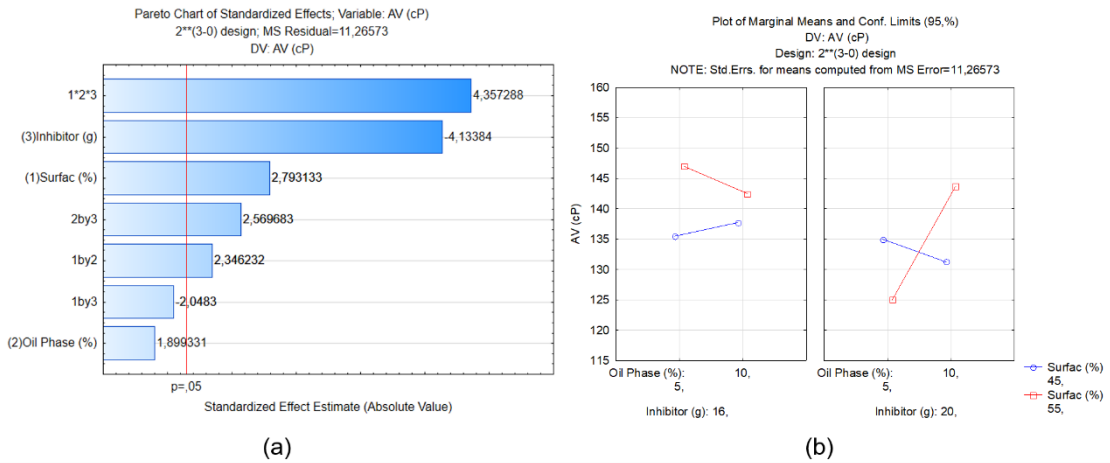 Pareto Chart of Standardized Effects; Variable: AV (cP)
2**(3-0) design; MS Residual=11,26573
DV: AV (cP)
1*2*3
4,357288
(3)Inhibitor (g)
-4,13384
(1)Surfac (%)
2,793133
2by3
2,569683
1by2
2,346232
1by3
-2,0483
(2)Oil Phase (%)
1,899331
p=,05
Standardized Effect Estimate (Absolute Value)
(a)
Plot of Marginal Means and Conf. Limits (95,%)
DV: AV (cP)
Design: 2**(3-0) design
NOTE: Std.Errs. for means computed from MS Error=11,26573
AV (cP)
160
155
150
145
140
135
130
125
120
115
Oil Phase (%): 10,
5,
Inhibitor (g): 16,
Oil Phase (%): 10,
5,
Inhibitor (g): 20,
Surfac (%)
45,
Surfac (%)
55,
(b)